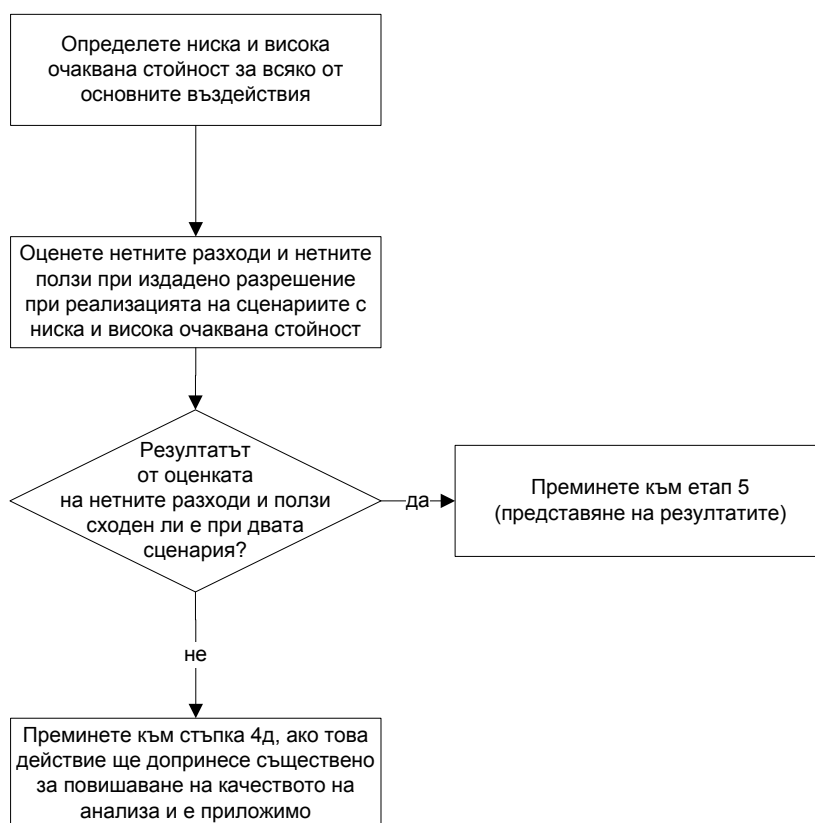 Определете ниска и висока
очаквана стойност за всяко от
основните въздействия
Оценете нетните разходи и нетните
ползи при издадено разрешение
при реализацията на сценариите с
ниска и висока очаквана стойност
Резултатът
от оценката
на нетните разходи и ползи
сходен ли е при двата
сценария?
да
Преминете към етап 5
(представяне на резултатите)
не
Преминете към стъпка 4д, ако това
действие ще допринесе съществено
за повишаване на качеството на
анализа и е приложимо